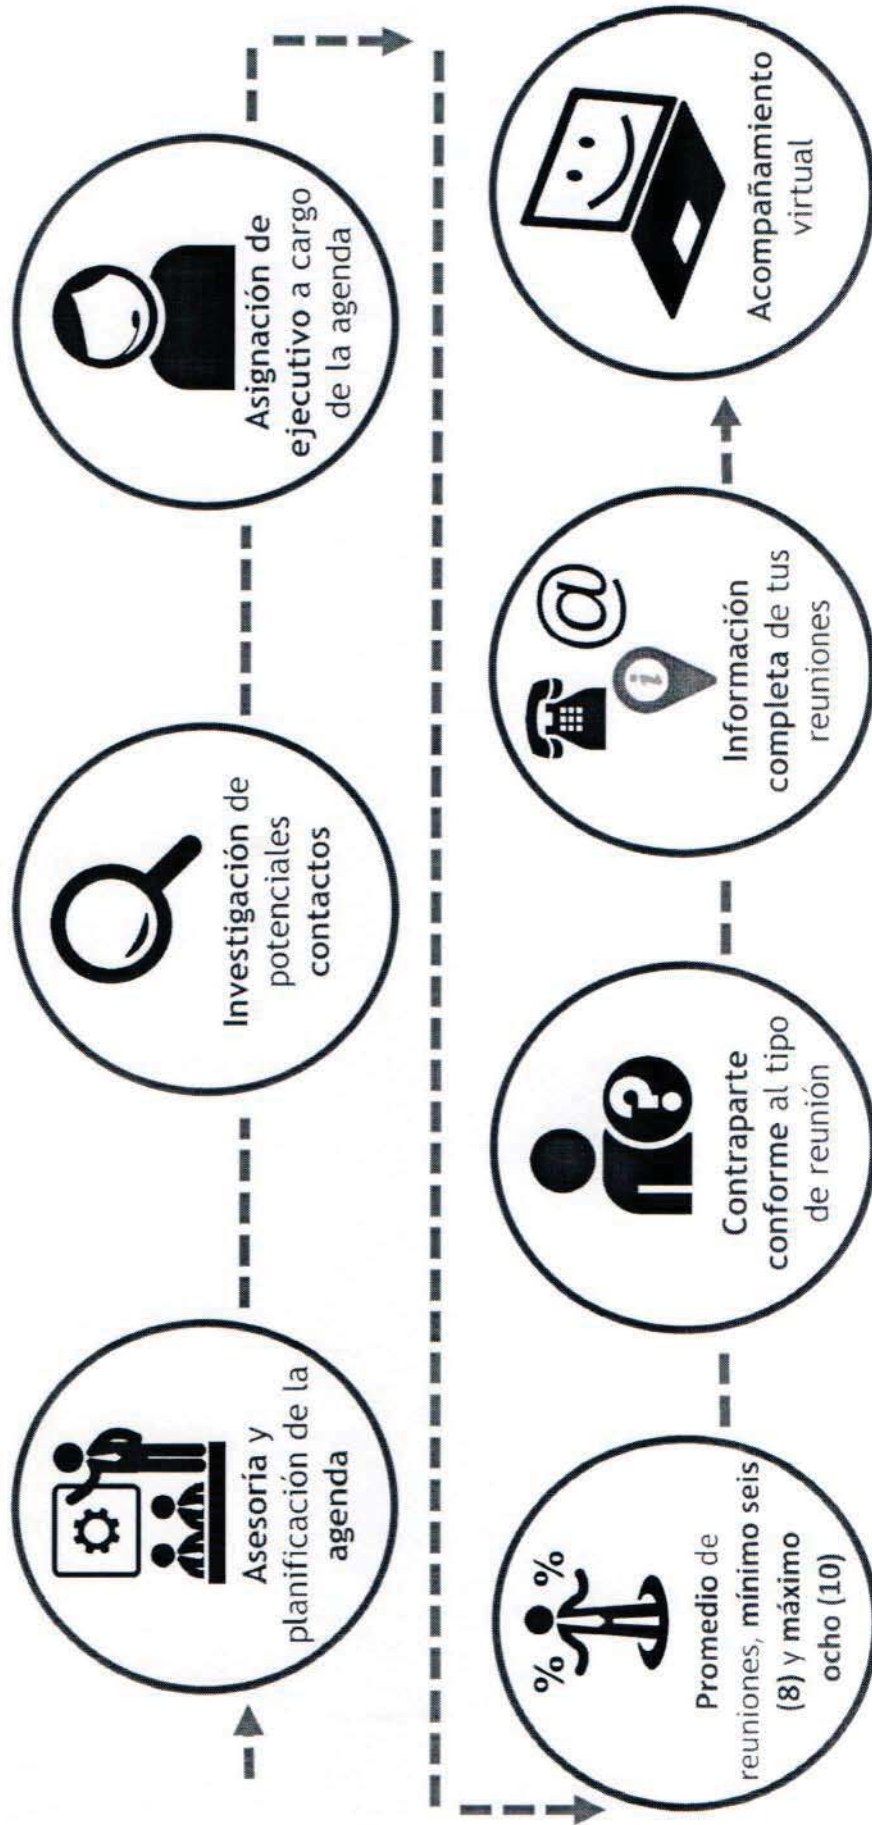 Asesoría y
planificación de la
agenda
Investigación de
potenciales
contactos
Asignación de
ejecutivo a cargo
de la agenda
% %
Promedio de
reuniones, mínimo seis
(8) y máximo
ocho (10)
?
Contraparte
conforme al tipo
de reunión
@
i
Información
completa de tus
reuniones
Acompañamiento
virtual